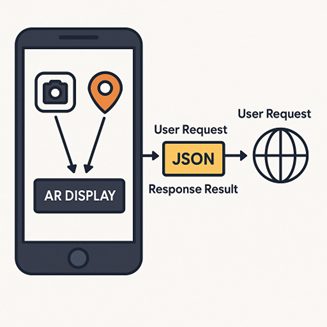 AR DISPLAY
User Request
JSON
Response Result
User Request